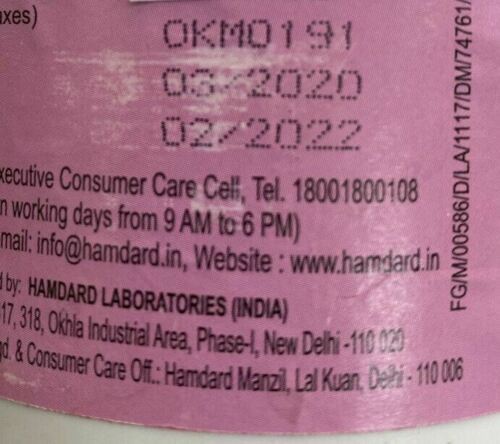 axes)
OKM0191
03/2020
02/2022
xecutive Consumer Care Cell, Tel. 18001800108
n working days from 9 AM to 6 PM)
mail: info@hamdard.in, Website : www.hamdard.in
d by: HAMDARD LABORATORIES (INDIA)
17, 318, Okhla Industrial Area, Phase-I, New Delhi -110 020
gd. & Consumer Care Off.: Hamdard Manzil, Lal Kuan, Delhi - 110 006
FG/M/00586/D/LA/1117/DM/74761/